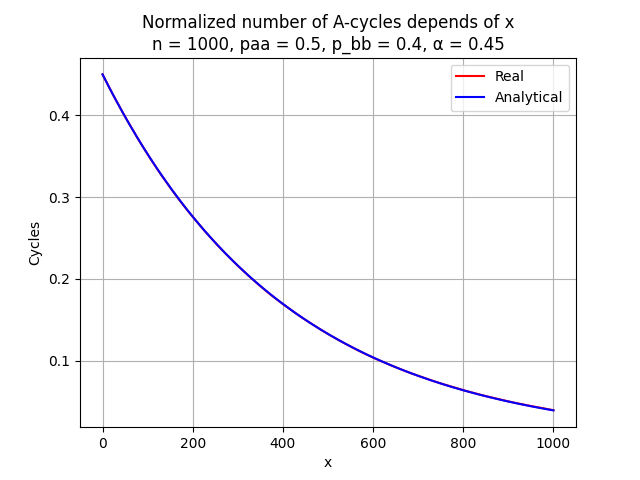 Normalized number of A-cycles depends of x
n = 1000, paa = 0.5, p_bb = 0.4, α = 0.45
Real
Analytical
Cycles
0.4
0.3
0.2
0.1
0 200 400 600 800 1000
x